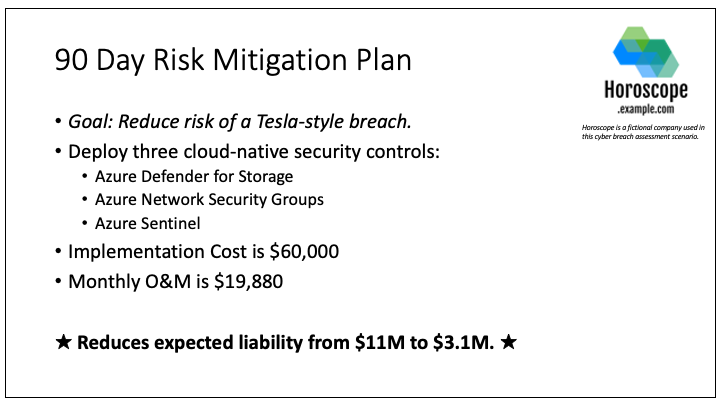 90 Day Risk Mitigation Plan
Horoscope
.example.com
Horoscope is a fictional company used in
this cyber breach assessment scenario.
• Goal: Reduce risk of a Tesla-style breach.
• Deploy three cloud-native security controls:
• Azure Defender for Storage
• Azure Network Security Groups
• Azure Sentinel
• Implementation Cost is $60,000
• Monthly O&M is $19,880
★ Reduces expected liability from $11M to $3.1M. ★